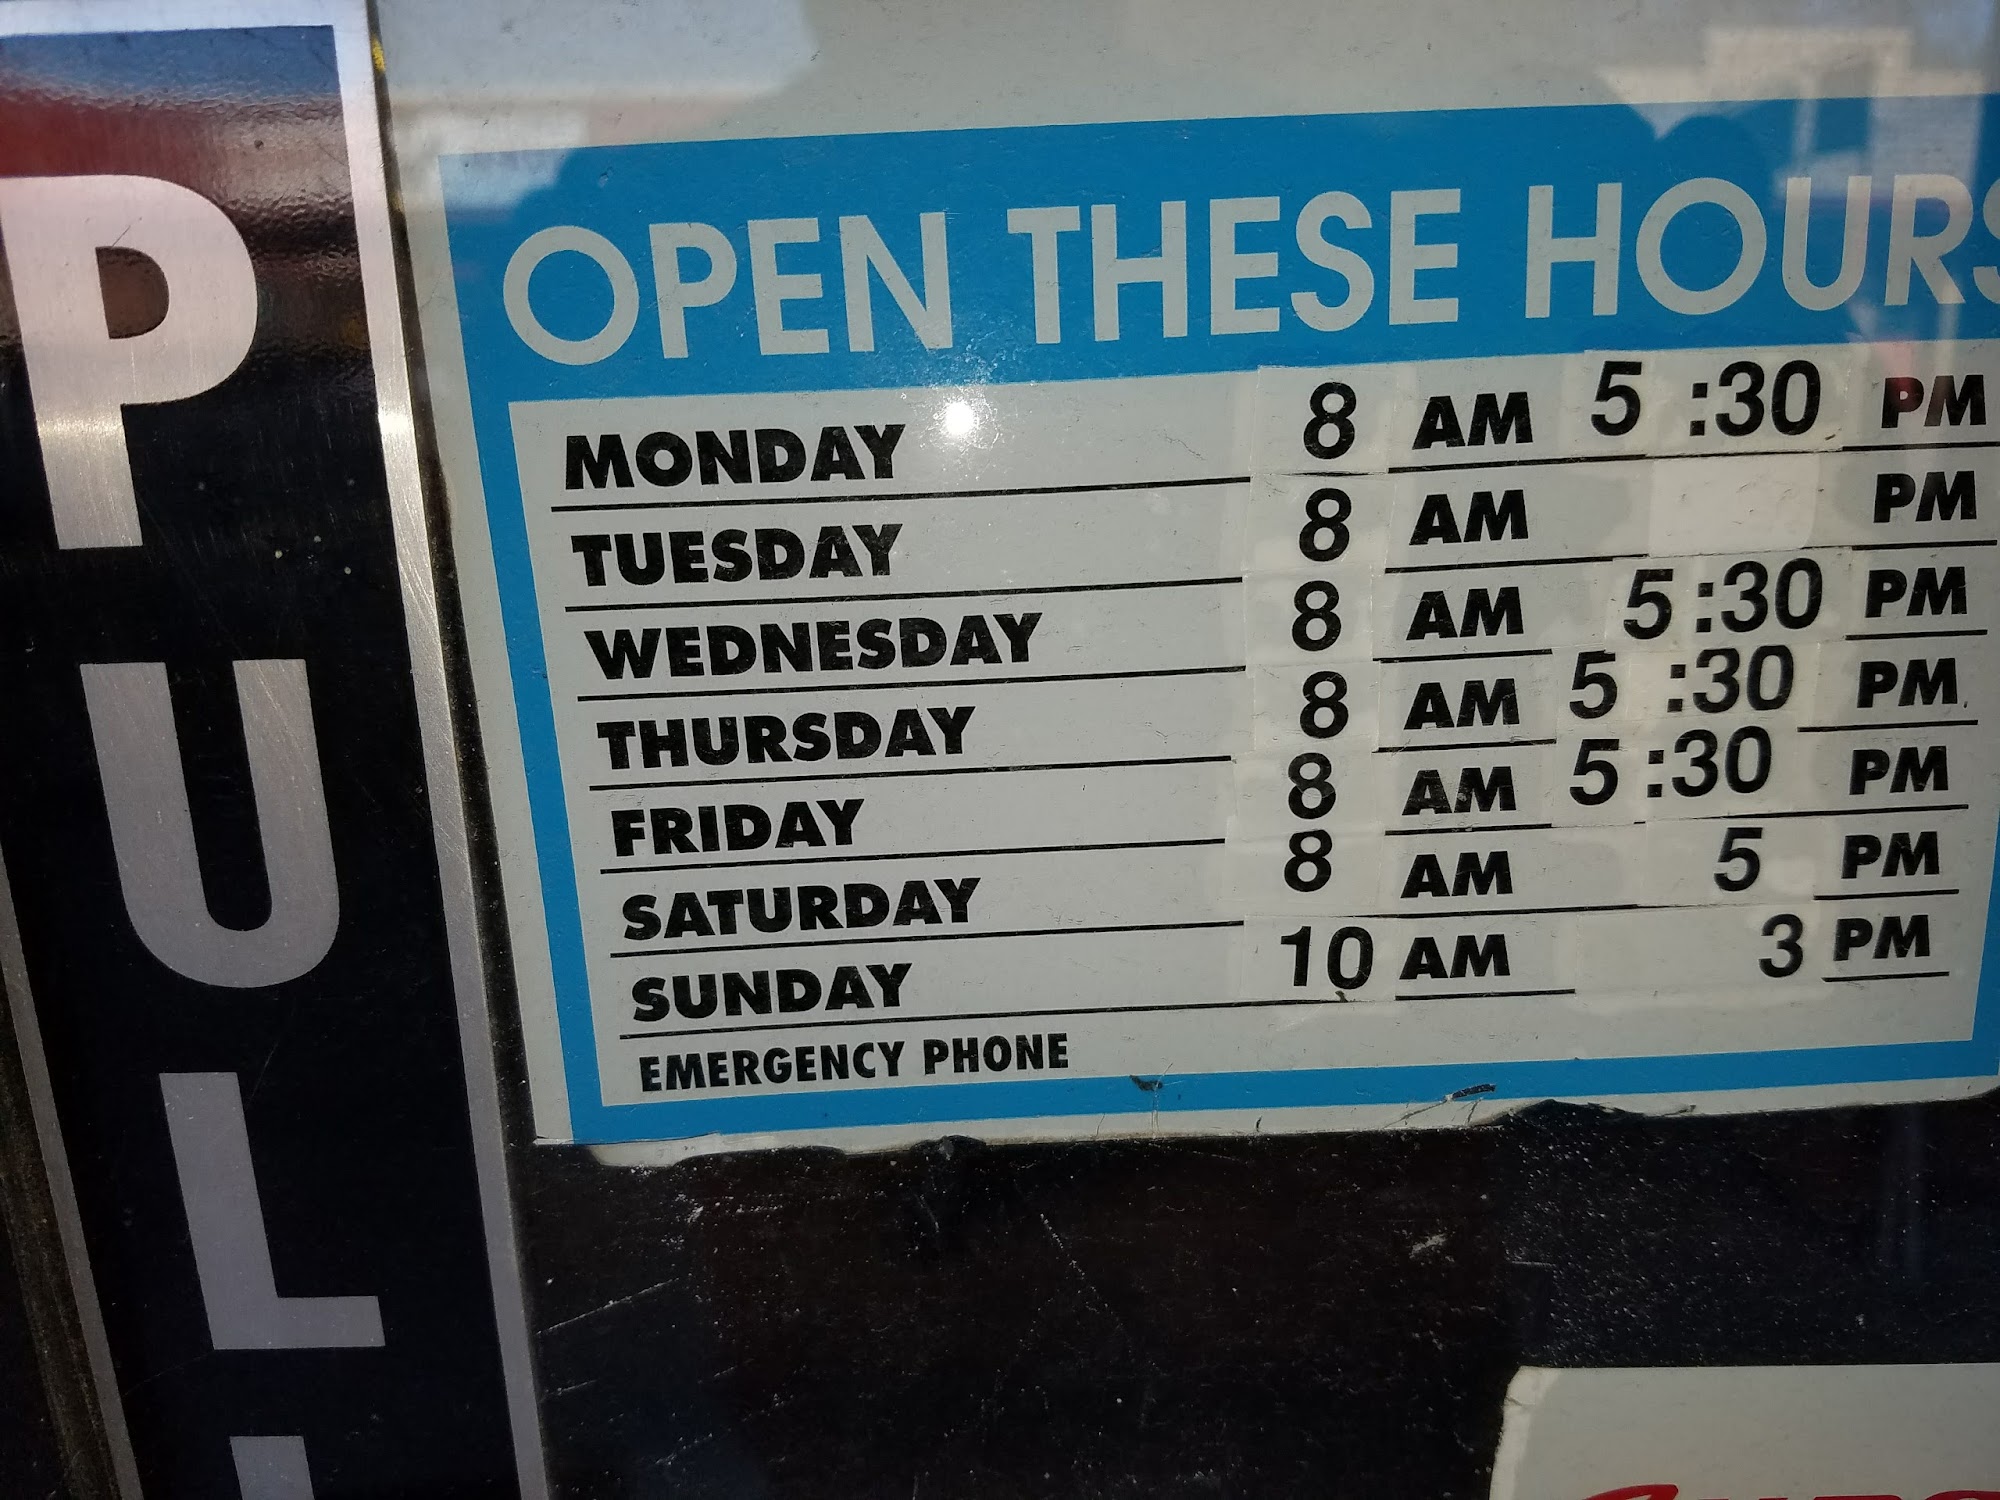 PULL
OPEN THESE HOURS
MONDAY 8 AM 5 :30 PM
TUESDAY 8 AM PM
WEDNESDAY 8 AM 5 :30 PM
THURSDAY 8 AM 5 :30 PM
FRIDAY 8 AM 5 :30 PM
SATURDAY 8 AM 5 PM
SUNDAY 10 AM 3 PM
EMERGENCY PHONE